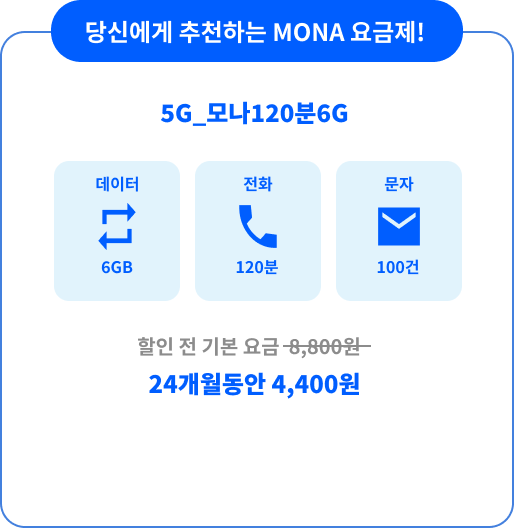 당신에게 추천하는 MONA 요금제!
5G_모나120분6G
데이터
6GB
전화
120분
문자
100건
할인 전 기본 요금 8,800원
24개월동안 4,400원